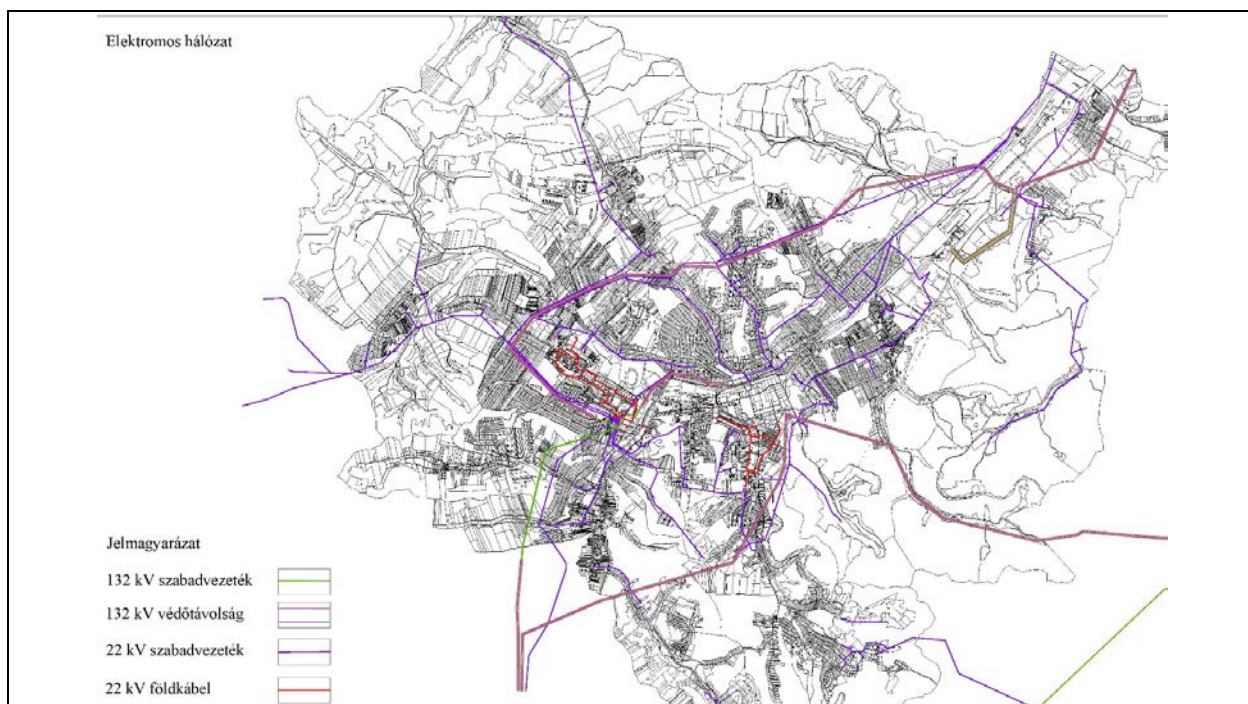 Elektromos hálózat
Jelmagyarázat
132 kV szabadvezeték
132 kV védőtávolság
22 kV szabadvezeték
22 kV földkábel